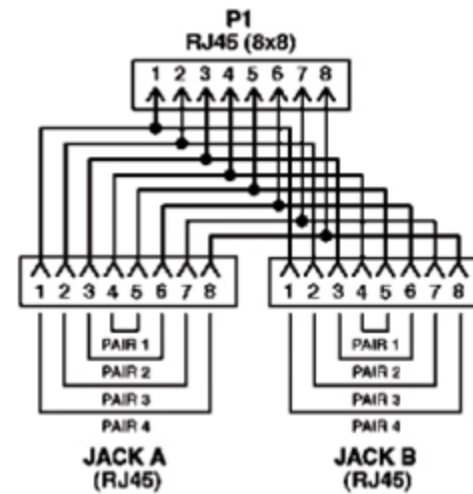 P1
RJ45 (8x8)
1 2 3 4 5 6 7 8
1 2 3 4 5 6 7 8
1 2 3 4 5 6 7 8
PAIR 1
PAIR 1
PAIR 2
PAIR 2
PAIR 3
PAIR 3
PAIR 4
PAIR 4
JACK A
(RJ45)
JACK B
(RJ45)